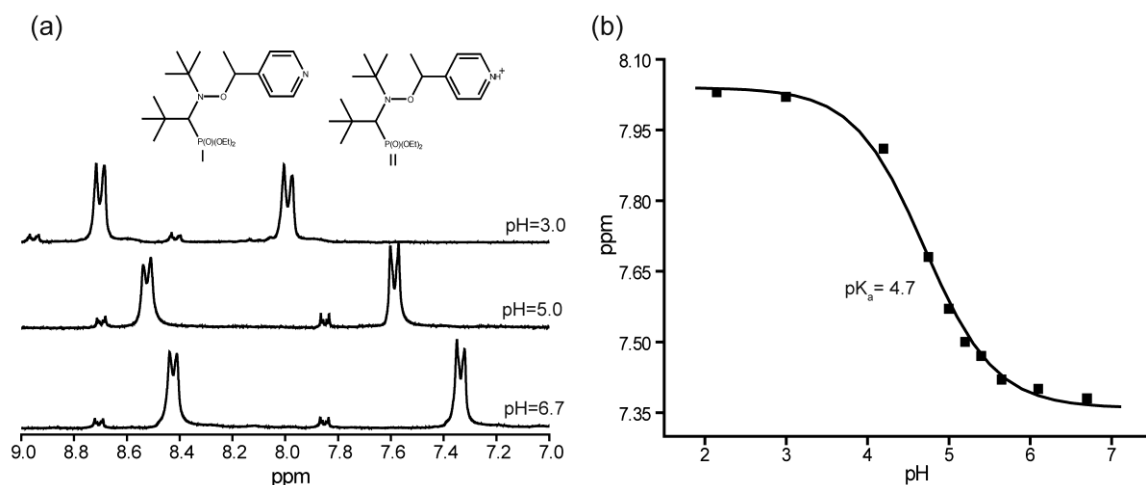 (a)
N
O
N
P(O)(OEt)₂
I
N
O
NH⁺
P(O)(OEt)₂
II
pH=3.0
pH=5.0
pH=6.7
9.0 8.8 8.6 8.4 8.2 8.0 7.8 7.6 7.4 7.2 7.0
ppm
(b)
8.10
7.95
7.80
7.65
7.50
7.35
ppm
pKₐ= 4.7
2 3 4 5 6 7
pH